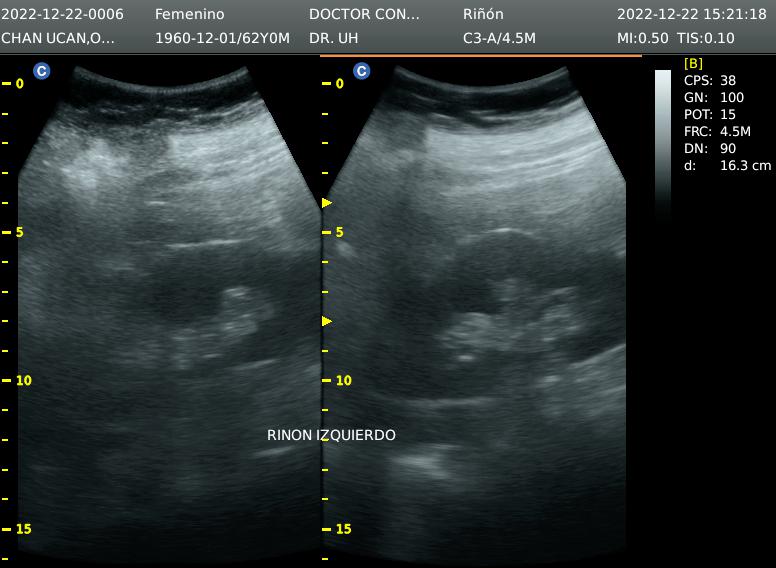 2022-12-22-0006 Femenino DOCTOR CON... Riñón 2022-12-22 15:21:18
CHAN UCAN,O... 1960-12-01/62Y0M DR. UH C3-A/4.5M MI:0.50 TIS:0.10
C C [B]
0 0 CPS: 38
GN: 100
POT: 15
FRC: 4.5M
DN: 90
d: 16.3 cm
5 5
10 10
RINON IZQUIERDO
15 15